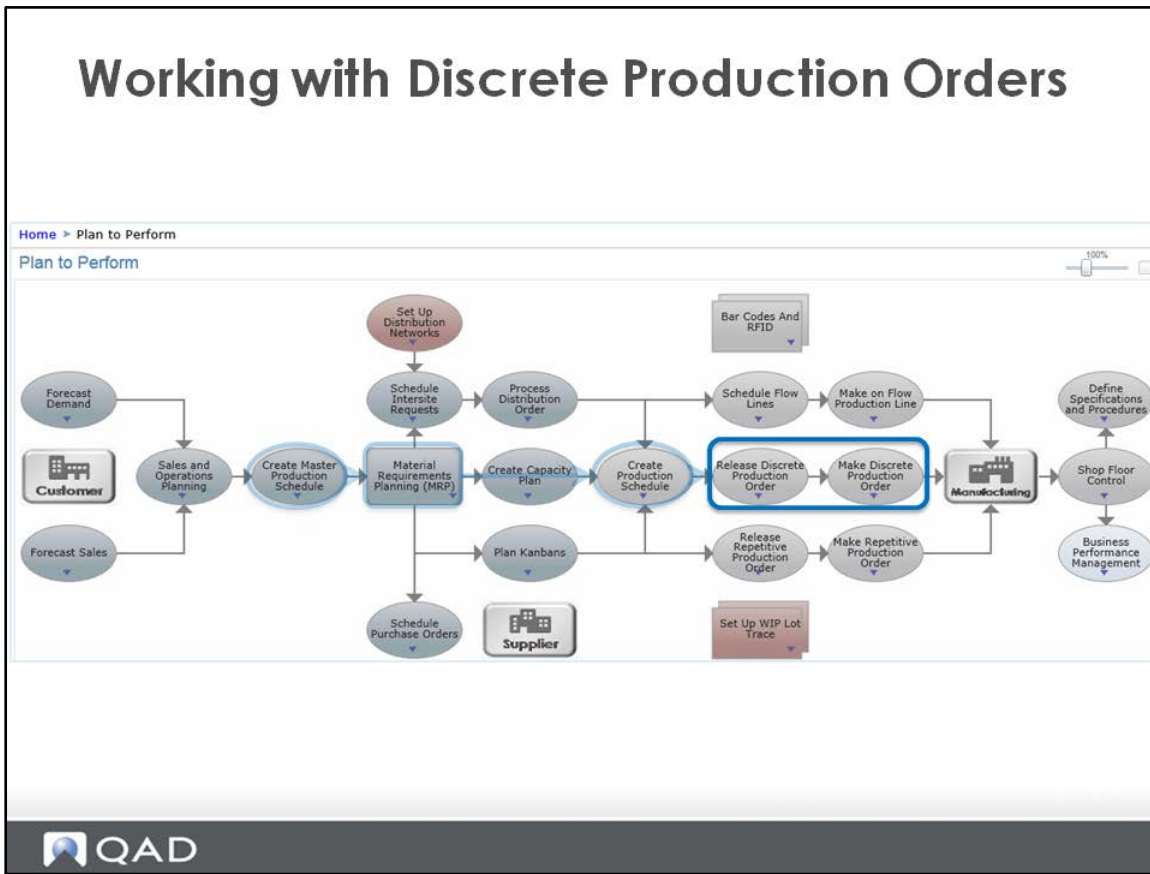 Working with Discrete Production Orders
Home > Plan to Perform
Plan to Perform
100%
Set Up
Distribution
Networks
Bar Codes And
RFID
Forecast
Demand
Schedule
Intersite
Requests
Process
Distribution
Order
Schedule Flow
Lines
Make on Flow
Production Line
Define
Specifications
and Procedures
Customer
Sales and
Operations
Planning
Create Master
Production
Schedule
Material
Requirements
Planning (MRP)
Create Capacity
Plan
Create
Production
Schedule
Release Discrete
Production
Order
Make Discrete
Production
Order
Manufacturing
Shop Floor
Control
Forecast Sales
Plan Kanbans
Release
Repetitive
Production
Order
Make Repetitive
Production
Order
Business
Performance
Management
Schedule
Purchase Orders
Supplier
Set Up WIP Lot
Trace
QAD